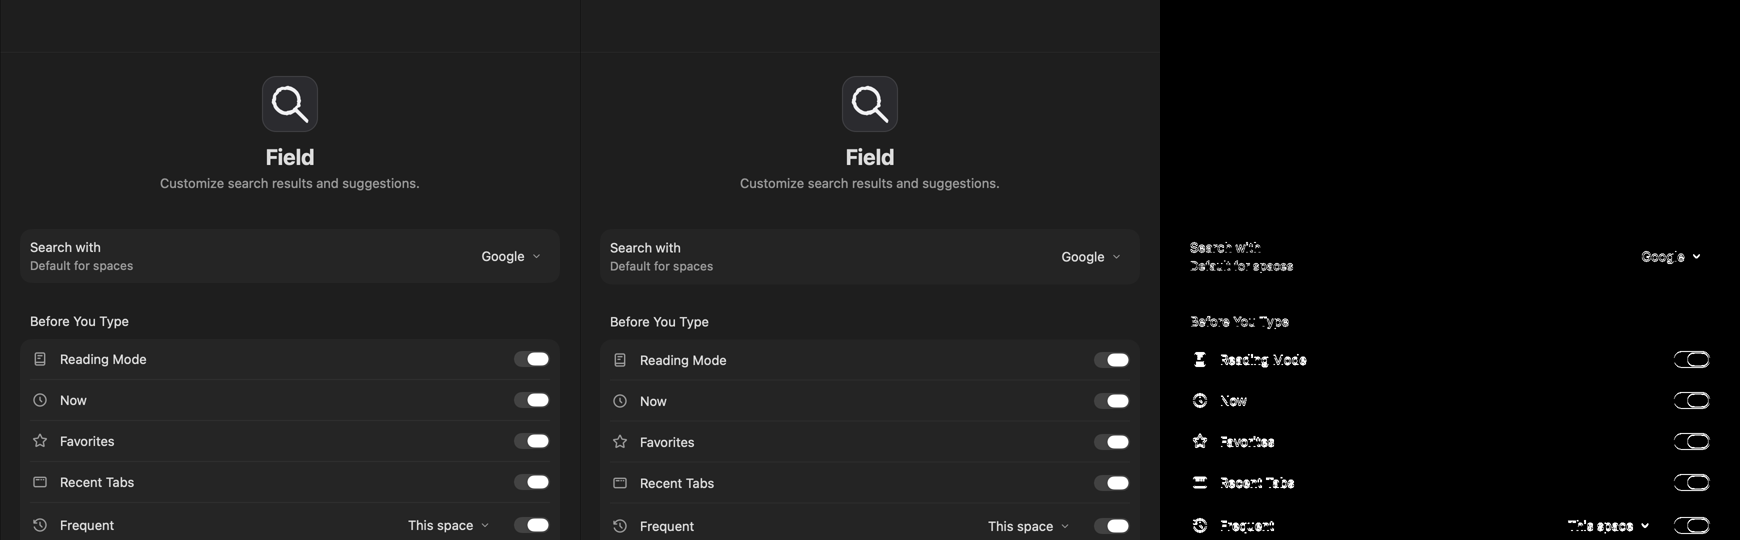 Field
Customize search results and suggestions.
Search with
Default for spaces
Google
Before You Type
Reading Mode
Now
Favorites
Recent Tabs
Frequent
This space
Field
Customize search results and suggestions.
Search with
Default for spaces
Google
Before You Type
Reading Mode
Now
Favorites
Recent Tabs
Frequent
This space
Search with
Default for spaces
Google
Before You Type
Reading Mode
Now
Favorites
Recent Tabs
Frequent
This space